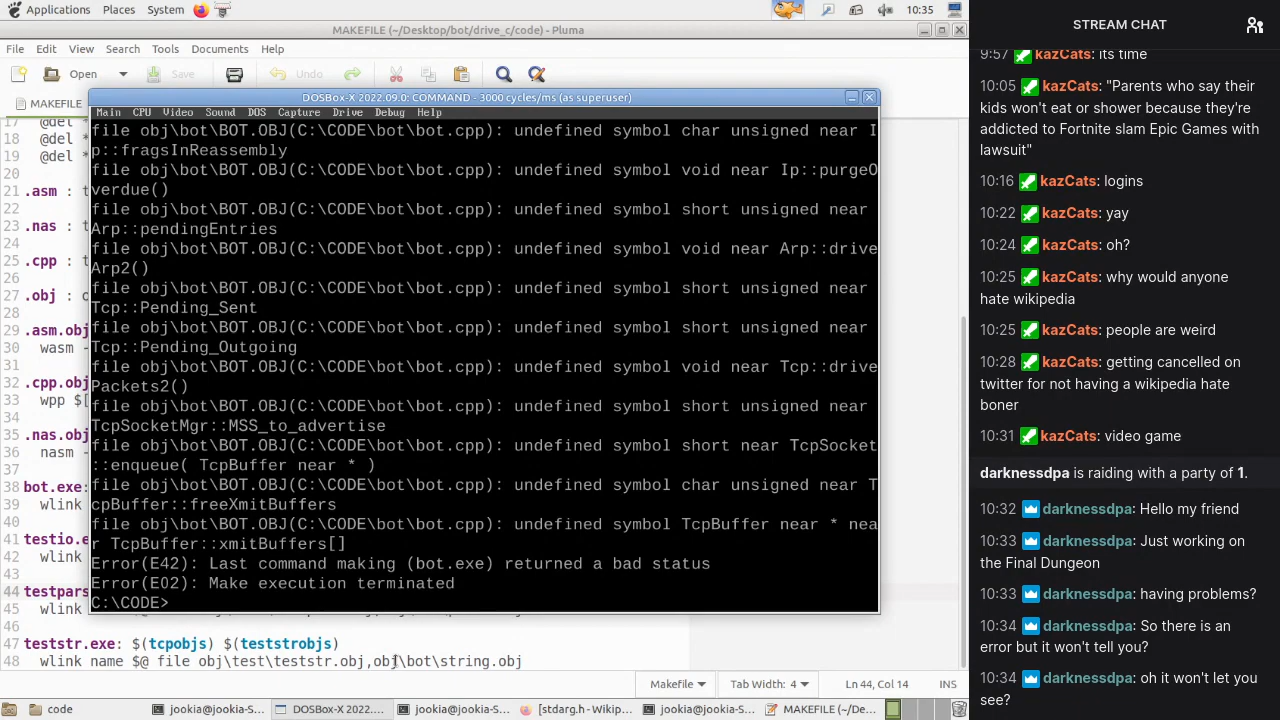 Applications Places System 10:35
MAKEFILE (~/Desktop/bot/drive_c/code) - Pluma
File Edit View Search Tools Documents Help
Open Save Undo
MAKEFILE
DOSBox-X 2022.09.0: COMMAND - 3000 cycles/ms (as superuser)
Main CPU Video Sound DOS Capture Drive Debug Help
17 @del *
18 @del *
19 @del *
20
21 .asm : t
22
23 .nas : t
24
25 .cpp : t
26
27 .obj : o
28
29 .asm.obj
30 wasm -
31
32 .cpp.obj
33 wpp $[
34
35 .nas.obj
36 nasm -
37
38 bot.exe:
39 wlink
40
41 testio.e
42 wlink
43
44 testpars
45 wlink
46
47 teststr.exe: $(tcpobjs) $(teststrobjs)
48 wlink name $@ file obj\test\teststr.obj,obj\bot\string.obj
file obj\bot\BOT.OBJ(C:\CODE\bot\bot.cpp): undefined symbol char unsigned near I
p::fragsInReassembly
file obj\bot\BOT.OBJ(C:\CODE\bot\bot.cpp): undefined symbol void near Ip::purgeO
verdue()
file obj\bot\BOT.OBJ(C:\CODE\bot\bot.cpp): undefined symbol short unsigned near
Arp::pendingEntries
file obj\bot\BOT.OBJ(C:\CODE\bot\bot.cpp): undefined symbol void near Arp::drive
Arp2()
file obj\bot\BOT.OBJ(C:\CODE\bot\bot.cpp): undefined symbol short unsigned near
Tcp::Pending_Sent
file obj\bot\BOT.OBJ(C:\CODE\bot\bot.cpp): undefined symbol short unsigned near
Tcp::Pending_Outgoing
file obj\bot\BOT.OBJ(C:\CODE\bot\bot.cpp): undefined symbol void near Tcp::drive
Packets2()
file obj\bot\BOT.OBJ(C:\CODE\bot\bot.cpp): undefined symbol short unsigned near
TcpSocketMgr::MSS_to_advertise
file obj\bot\BOT.OBJ(C:\CODE\bot\bot.cpp): undefined symbol short near TcpSocket
::enqueue( TcpBuffer near * )
file obj\bot\BOT.OBJ(C:\CODE\bot\bot.cpp): undefined symbol char unsigned near T
cpBuffer::freeXmitBuffers
file obj\bot\BOT.OBJ(C:\CODE\bot\bot.cpp): undefined symbol TcpBuffer near * nea
r TcpBuffer::xmitBuffers[]
Error(E42): Last command making (bot.exe) returned a bad status
Error(E02): Make execution terminated
C:\CODE>
Makefile Tab Width: 4 Ln 44, Col 14 INS
code jookia@jookia-S... DOSBox-X 2022.... jookia@jookia-S... [stdarg.h - Wikip... jookia@jookia-S... MAKEFILE (~/De...
STREAM CHAT
9:57 kazCats: its time
10:05 kazCats: "Parents who say their
kids won't eat or shower because they're
addicted to Fortnite slam Epic Games with
lawsuit"
10:16 kazCats: logins
10:22 kazCats: yay
10:24 kazCats: oh?
10:25 kazCats: why would anyone
hate wikipedia
10:25 kazCats: people are weird
10:28 kazCats: getting cancelled on
twitter for not having a wikipedia hate
boner
10:31 kazCats: video game
darknessdpa is raiding with a party of 1.
10:32 darknessdpa: Hello my friend
10:33 darknessdpa: Just working on
the Final Dungeon
10:33 darknessdpa: having problems?
10:34 darknessdpa: So there is an
error but it won't tell you?
10:34 darknessdpa: oh it won't let you
see?